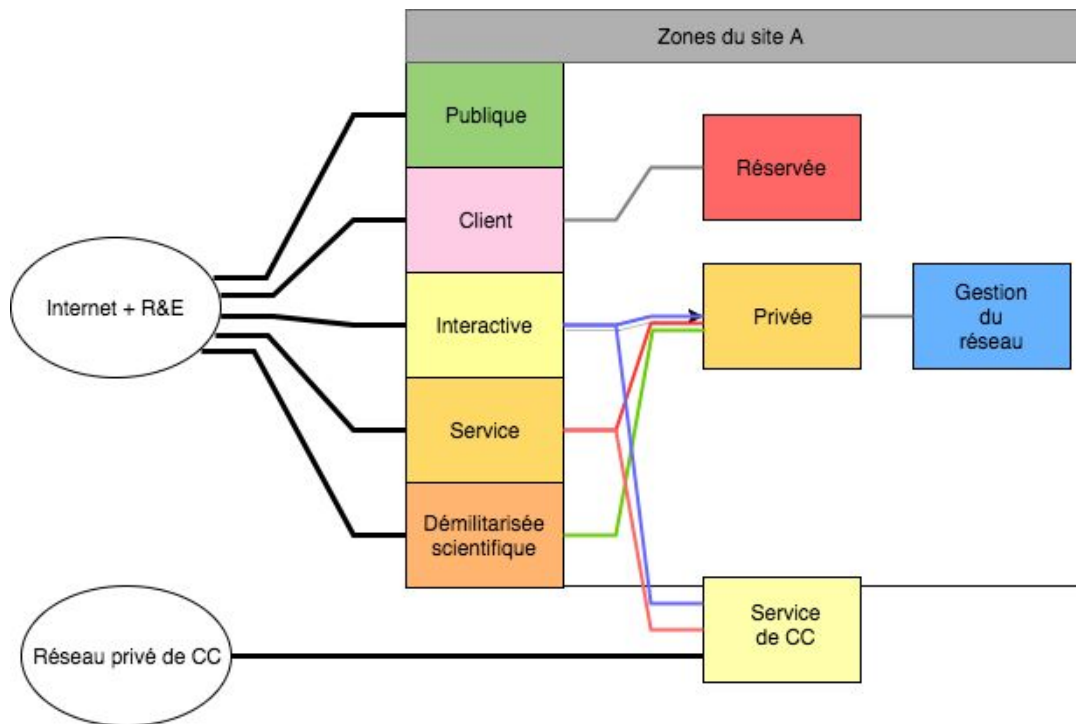 Zones du site A
Publique
Réservée
Client
Internet + R&E
Interactive
Privée
Gestion
du
réseau
Service
Démilitarisée
scientifique
Service
de CC
Réseau privé de CC